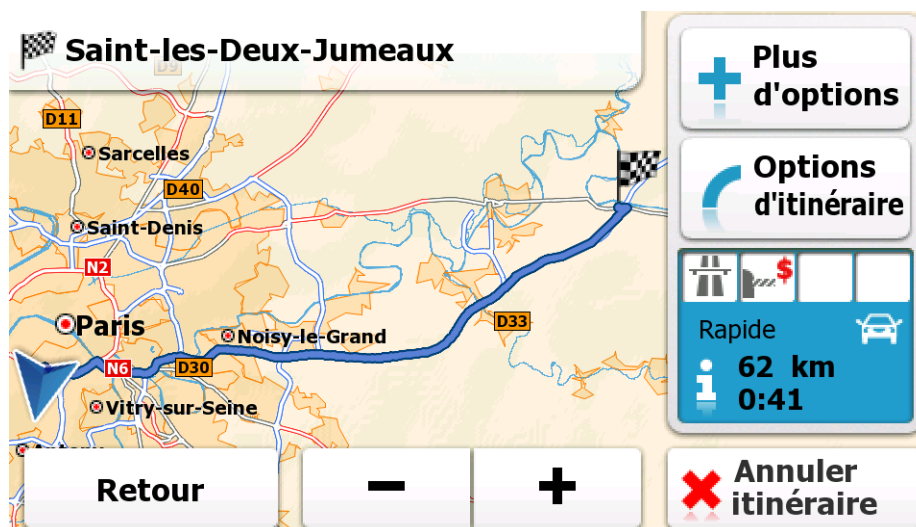 Saint-les-Deux-Jumeaux
D9
D11
Sarcelles
D40
Saint-Denis
N2
Paris
Noisy-le-Grand
D33
N6
D30
Vitry-sur-Seine
Plus
d'options
Options
d'itinéraire
$
Rapide
62 km
0:41
Retour
−
+
Annuler
itinéraire